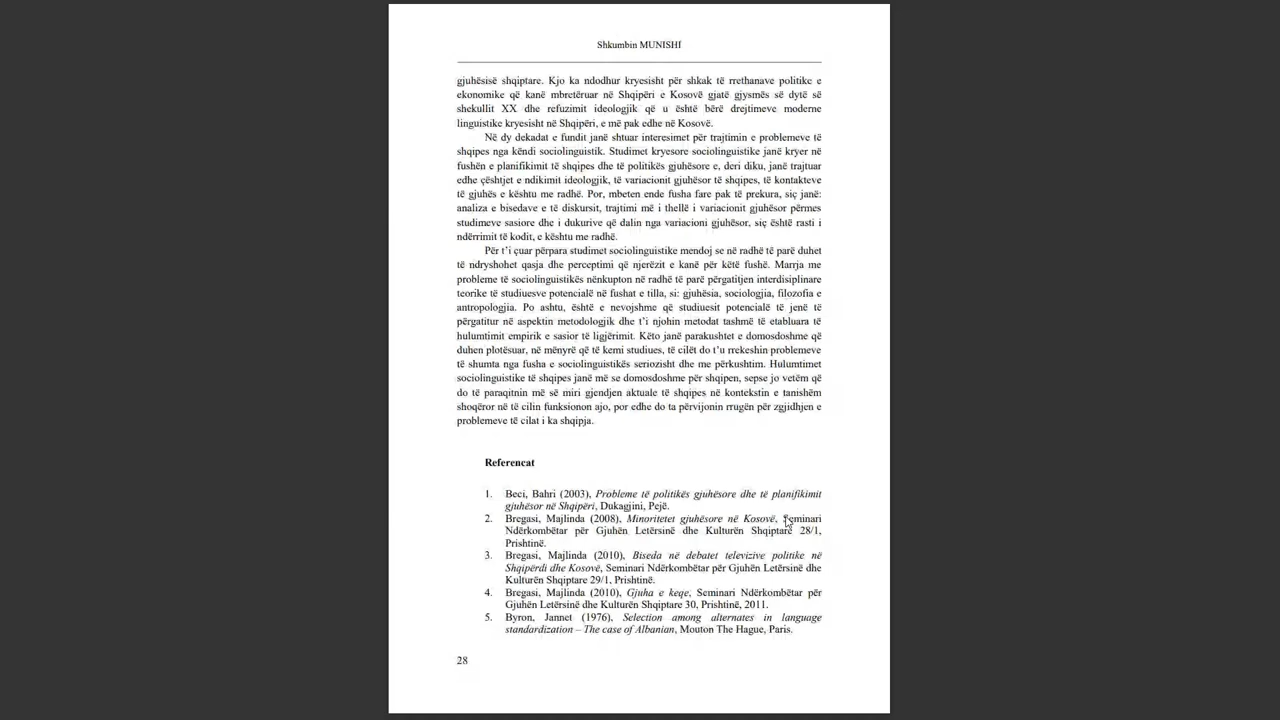 Shkumbin MUNISHI
gjuhësisë shqiptare. Kjo ka ndodhur kryesisht për shkak të rrethanave politike e
ekonomike që kanë mbretëruar në Shqipëri e Kosovë gjatë gjysmës së dytë së
shekullit XX dhe refuzimit ideologjik që u është bërë drejtimeve moderne
linguistike kryesisht në Shqipëri, e më pak edhe në Kosovë.
Në dy dekadat e fundit janë shtuar interesimet për trajtimin e problemeve të
shqipes nga këndi sociolinguistik. Studimet kryesore sociolinguistike janë kryer në
fushën e planifikimit të shqipes dhe të politikës gjuhësore e, deri diku, janë trajtuar
edhe çështjet e ndikimit ideologjik, të variacionit gjuhësor të shqipes, të kontakteve
të gjuhës e kështu me radhë. Por, mbeten ende fusha fare pak të prekura, siç janë:
analiza e bisedave e të diskursit, trajtimi më i thellë i variacionit gjuhësor përmes
studimeve sasiore dhe i dukurive që dalin nga variacioni gjuhësor, siç është rasti i
ndërrimit të kodit, e kështu me radhë.
Për t’i çuar përpara studimet sociolinguistike mendoj se në radhë të parë duhet
të ndryshohet qasja dhe perceptimi që njerëzit e kanë për këtë fushë. Marrja me
probleme të sociolinguistikës nënkupton në radhë të parë përgatitjen interdisiplinare
teorike të studiuesve potencialë në fushat e tilla, si: gjuhësia, sociologjia, filozofia e
antropologjia. Po ashtu, është e nevojshme që studiuesit potencialë të jenë të
përgatitur në aspektin metodologjik dhe t’i njohin metodat tashmë të etabluara të
hulumtimit empirik e sasior të ligjërimit. Këto janë parakushtet e domosdoshme që
duhen plotësuar, në mënyrë që të kemi studiues, të cilët do t’u rrekeshin problemeve
të shumta nga fusha e sociolinguistikës seriozisht dhe me përkushtim. Hulumtimet
sociolinguistike të shqipes janë më se domosdoshme për shqipen, sepse jo vetëm që
do të paraqitnin më së miri gjendjen aktuale të shqipes në kontekstin e tanishëm
shoqëror në të cilin funksionon ajo, por edhe do ta përvijonin rrugën për zgjidhjen e
problemeve të cilat i ka shqipja.
Referencat
1. Beci, Bahri (2003), Probleme të politikës gjuhësore dhe të planifikimit
gjuhësor në Shqipëri, Dukagjini, Pejë.
2. Bregasi, Majlinda (2008), Minoritetet gjuhësore në Kosovë, Seminari
Ndërkombëtar për Gjuhën Letërsinë dhe Kulturën Shqiptare 28/1,
Prishtinë.
3. Bregasi, Majlinda (2010), Biseda në debatet televizive politike në
Shqipërdi dhe Kosovë, Seminari Ndërkombëtar për Gjuhën Letërsinë dhe
Kulturën Shqiptare 29/1, Prishtinë.
4. Bregasi, Majlinda (2010), Gjuha e keqe, Seminari Ndërkombëtar për
Gjuhën Letërsinë dhe Kulturën Shqiptare 30, Prishtinë, 2011.
5. Byron, Jannet (1976), Selection among alternates in language
standardization – The case of Albanian, Mouton The Hague, Paris.
28